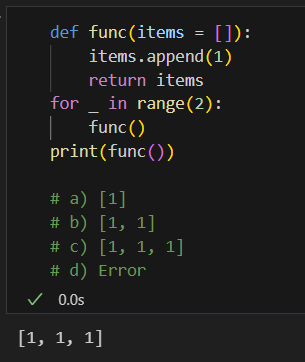 def func(items = []):
    items.append(1)
    return items
for _ in range(2):
    func()
print(func())

# a) [1]
# b) [1, 1]
# c) [1, 1, 1]
# d) Error
✓ 0.0s
[1, 1, 1]